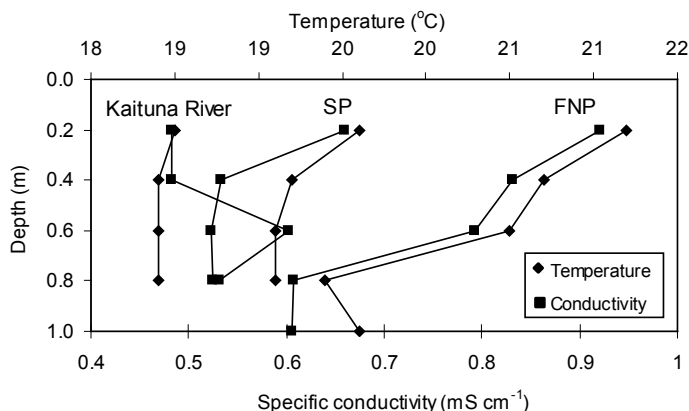 Temperature (°C)
18 19 19 19 20 20 21 21 22
0.0
Kaituna River SP FNP
0.2
0.4
Depth (m)
0.6
0.8
Temperature
Conductivity
1.0
0.4 0.5 0.6 0.7 0.8 0.9 1
Specific conductivity (mS cm⁻¹)